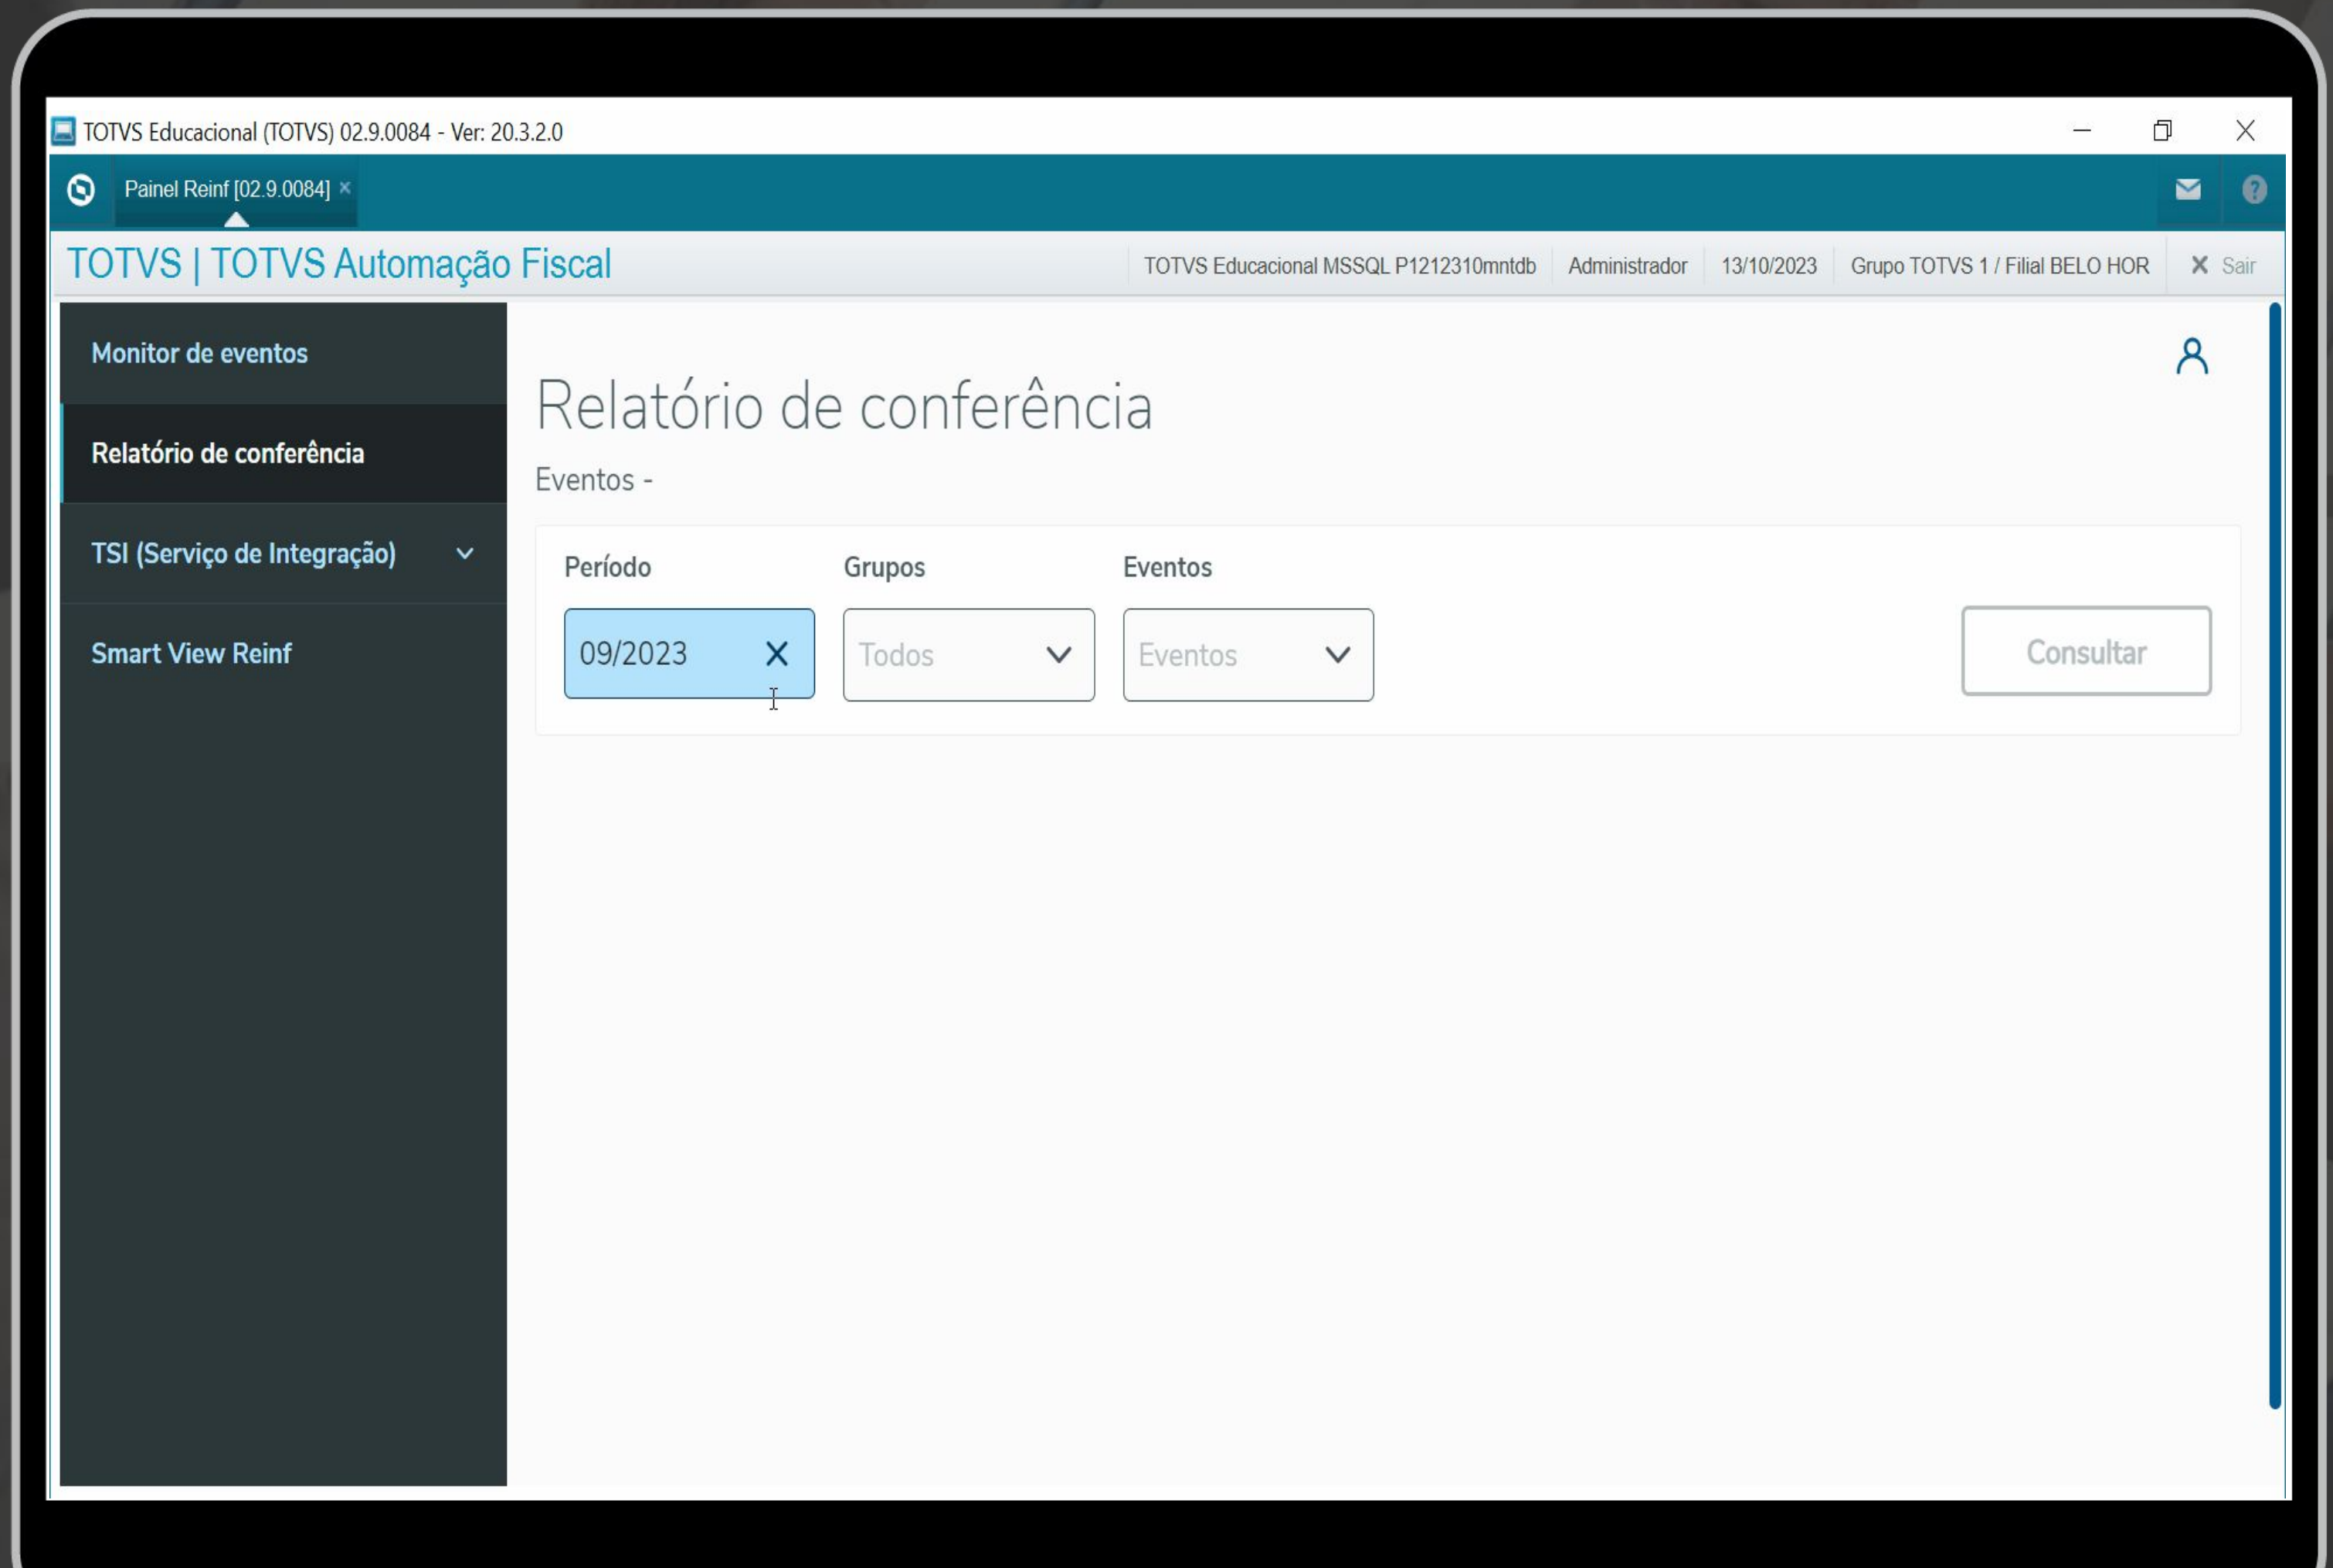 TOTVS Educacional (TOTVS) 02.9.0084 - Ver: 20.3.2.0
Painel Reinf [02.9.0084]
TOTVS | TOTVS Automação Fiscal
TOTVS Educacional MSSQL P1212310mntdb
Administrador
13/10/2023
Grupo TOTVS 1 / Filial BELO HOR
Sair
Monitor de eventos
Relatório de conferência
TSI (Serviço de Integração)
Smart View Reinf
Relatório de conferência
Eventos -
Período
Grupos
Eventos
09/2023
Todos
Eventos
Consultar